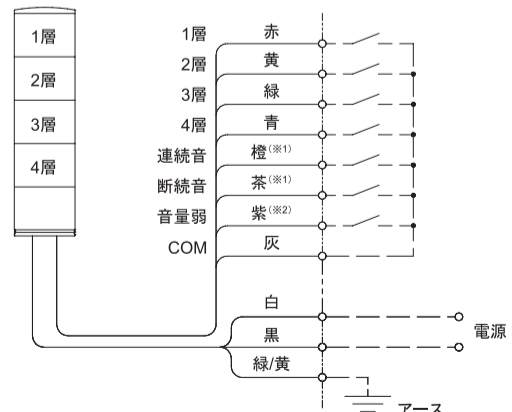 1層
2層
3層
4層
1層 赤
2層 黄
3層 緑
4層 青
連続音 橙(※1)
断続音 茶(※1)
音量弱 紫(※2)
COM 灰
白
黒
緑/黄
電源
アース